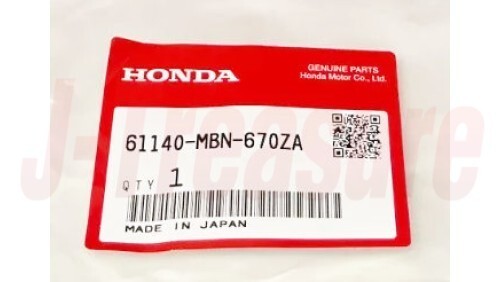 GENUINE PARTS
HONDA
Honda Motor Co., Ltd.
61140-MBN-670ZA
QTY 1
MADE IN JAPAN
J-Treasure